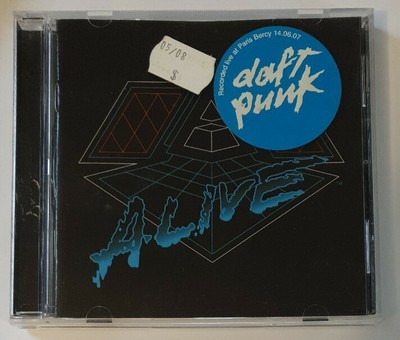 05/08
$
Recorded live at Paris Bercy 14.06.07
daft
punk
ALIVE